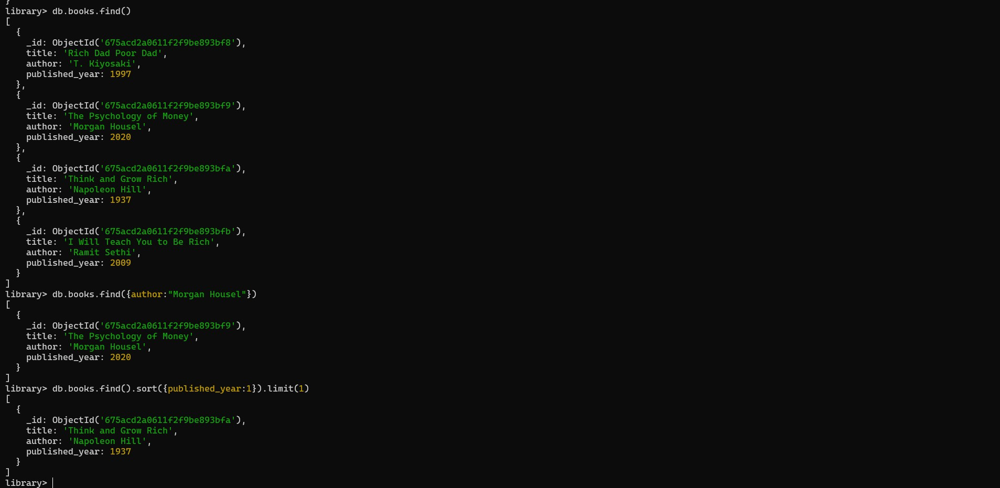 }
library> db.books.find()
[
  {
    _id: ObjectId('675acd2a0611f2f9be893bf8'),
    title: 'Rich Dad Poor Dad',
    author: 'T. Kiyosaki',
    published_year: 1997
  },
  {
    _id: ObjectId('675acd2a0611f2f9be893bf9'),
    title: 'The Psychology of Money',
    author: 'Morgan Housel',
    published_year: 2020
  },
  {
    _id: ObjectId('675acd2a0611f2f9be893bfa'),
    title: 'Think and Grow Rich',
    author: 'Napoleon Hill',
    published_year: 1937
  },
  {
    _id: ObjectId('675acd2a0611f2f9be893bfb'),
    title: 'I Will Teach You to Be Rich',
    author: 'Ramit Sethi',
    published_year: 2009
  }
]
library> db.books.find({author:"Morgan Housel"})
[
  {
    _id: ObjectId('675acd2a0611f2f9be893bf9'),
    title: 'The Psychology of Money',
    author: 'Morgan Housel',
    published_year: 2020
  }
]
library> db.books.find().sort({published_year:1}).limit(1)
[
  {
    _id: ObjectId('675acd2a0611f2f9be893bfa'),
    title: 'Think and Grow Rich',
    author: 'Napoleon Hill',
    published_year: 1937
  }
]
library>